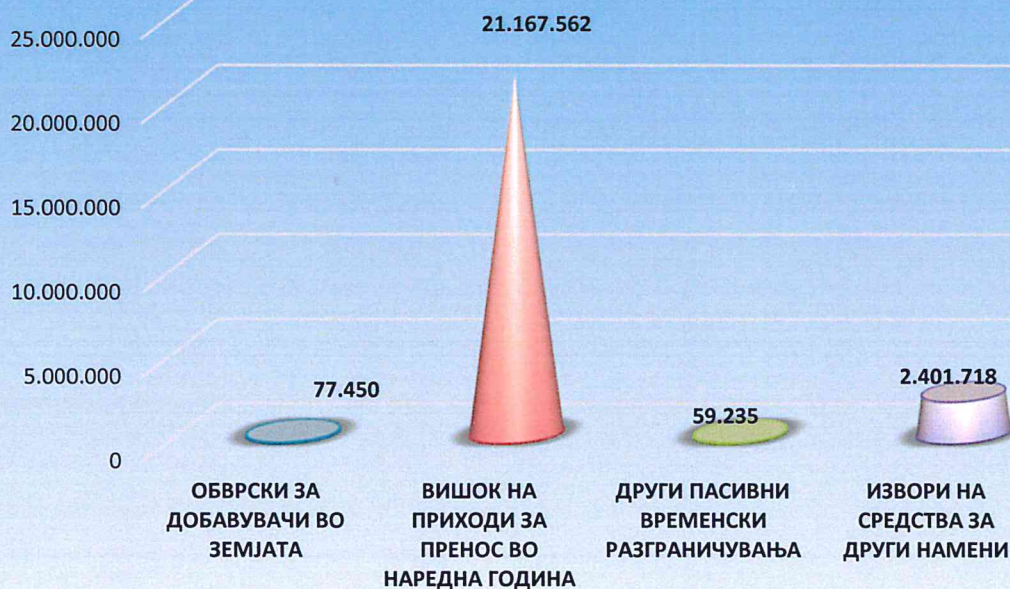 25.000.000
21.167.562
20.000.000
15.000.000
10.000.000
5.000.000
77.450
59.235
2.401.718
0
ОБВРСКИ ЗА
ДОБАВУВАЧИ ВО
ЗЕМЈАТА
ВИШОК НА
ПРИХОДИ ЗА
ПРЕНОС ВО
НАРЕДНА ГОДИНА
ДРУГИ ПАСИВНИ
ВРЕМЕНСКИ
РАЗГРАНИЧУВАЊА
ИЗВОРИ НА
СРЕДСТВА ЗА
ДРУГИ НАМЕНИ